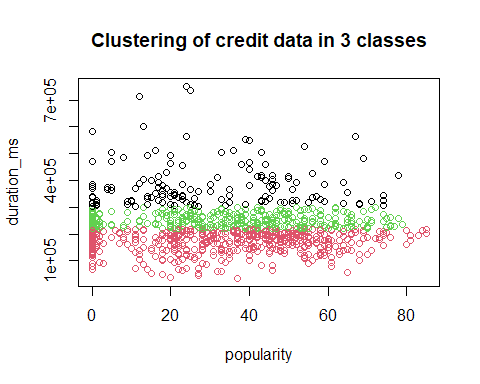 Clustering of credit data in 3 classes
duration_ms
7e+05
4e+05
1e+05
0 20 40 60 80
popularity